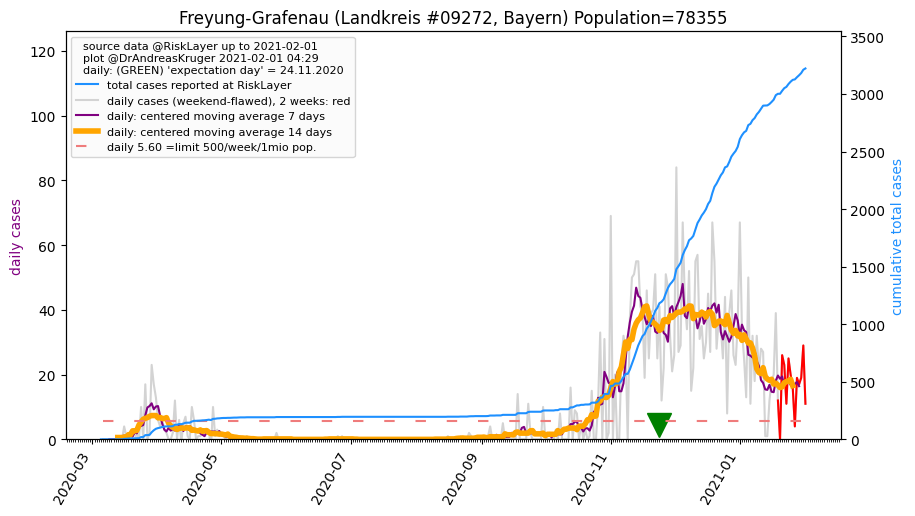 Freyung-Grafenau (Landkreis #09272, Bayern) Population=78355
source data @RiskLayer up to 2021-02-01
plot @DrAndreasKruger 2021-02-01 04:29
daily: (GREEN) 'expectation day' = 24.11.2020
total cases reported at RiskLayer
daily cases (weekend-flawed), 2 weeks: red
daily: centered moving average 7 days
daily: centered moving average 14 days
daily 5.60 =limit 500/week/1mio pop.
daily cases
120
100
80
60
40
20
0
cumulative total cases
3500
3000
2500
2000
1500
1000
500
0
2020-03
2020-05
2020-07
2020-09
2020-11
2021-01